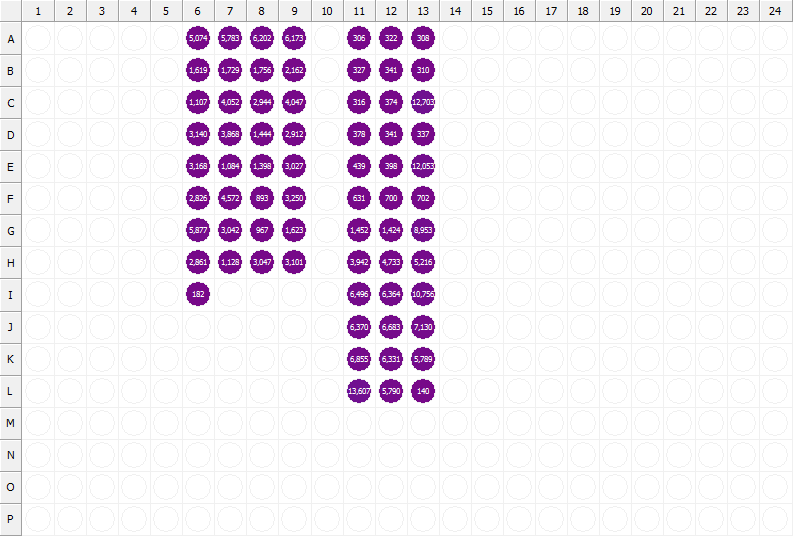 1 2 3 4 5 6 7 8 9 10 11 12 13 14 15 16 17 18 19 20 21 22 23 24
A 5,074 5,783 6,202 6,173 306 322 308
B 1,619 1,729 1,756 2,162 327 341 310
C 1,107 4,052 2,944 4,047 316 374 12,703
D 3,140 3,868 1,444 2,912 378 341 337
E 3,168 1,084 1,398 3,027 439 398 12,053
F 2,826 4,572 893 3,250 631 700 702
G 5,877 3,042 967 1,623 1,452 1,424 8,953
H 2,861 1,128 3,047 3,101 3,942 4,733 5,216
I 182 6,496 6,364 10,756
J 6,370 6,683 7,130
K 6,855 6,331 5,789
L 13,607 5,790 140
M
N
O
P